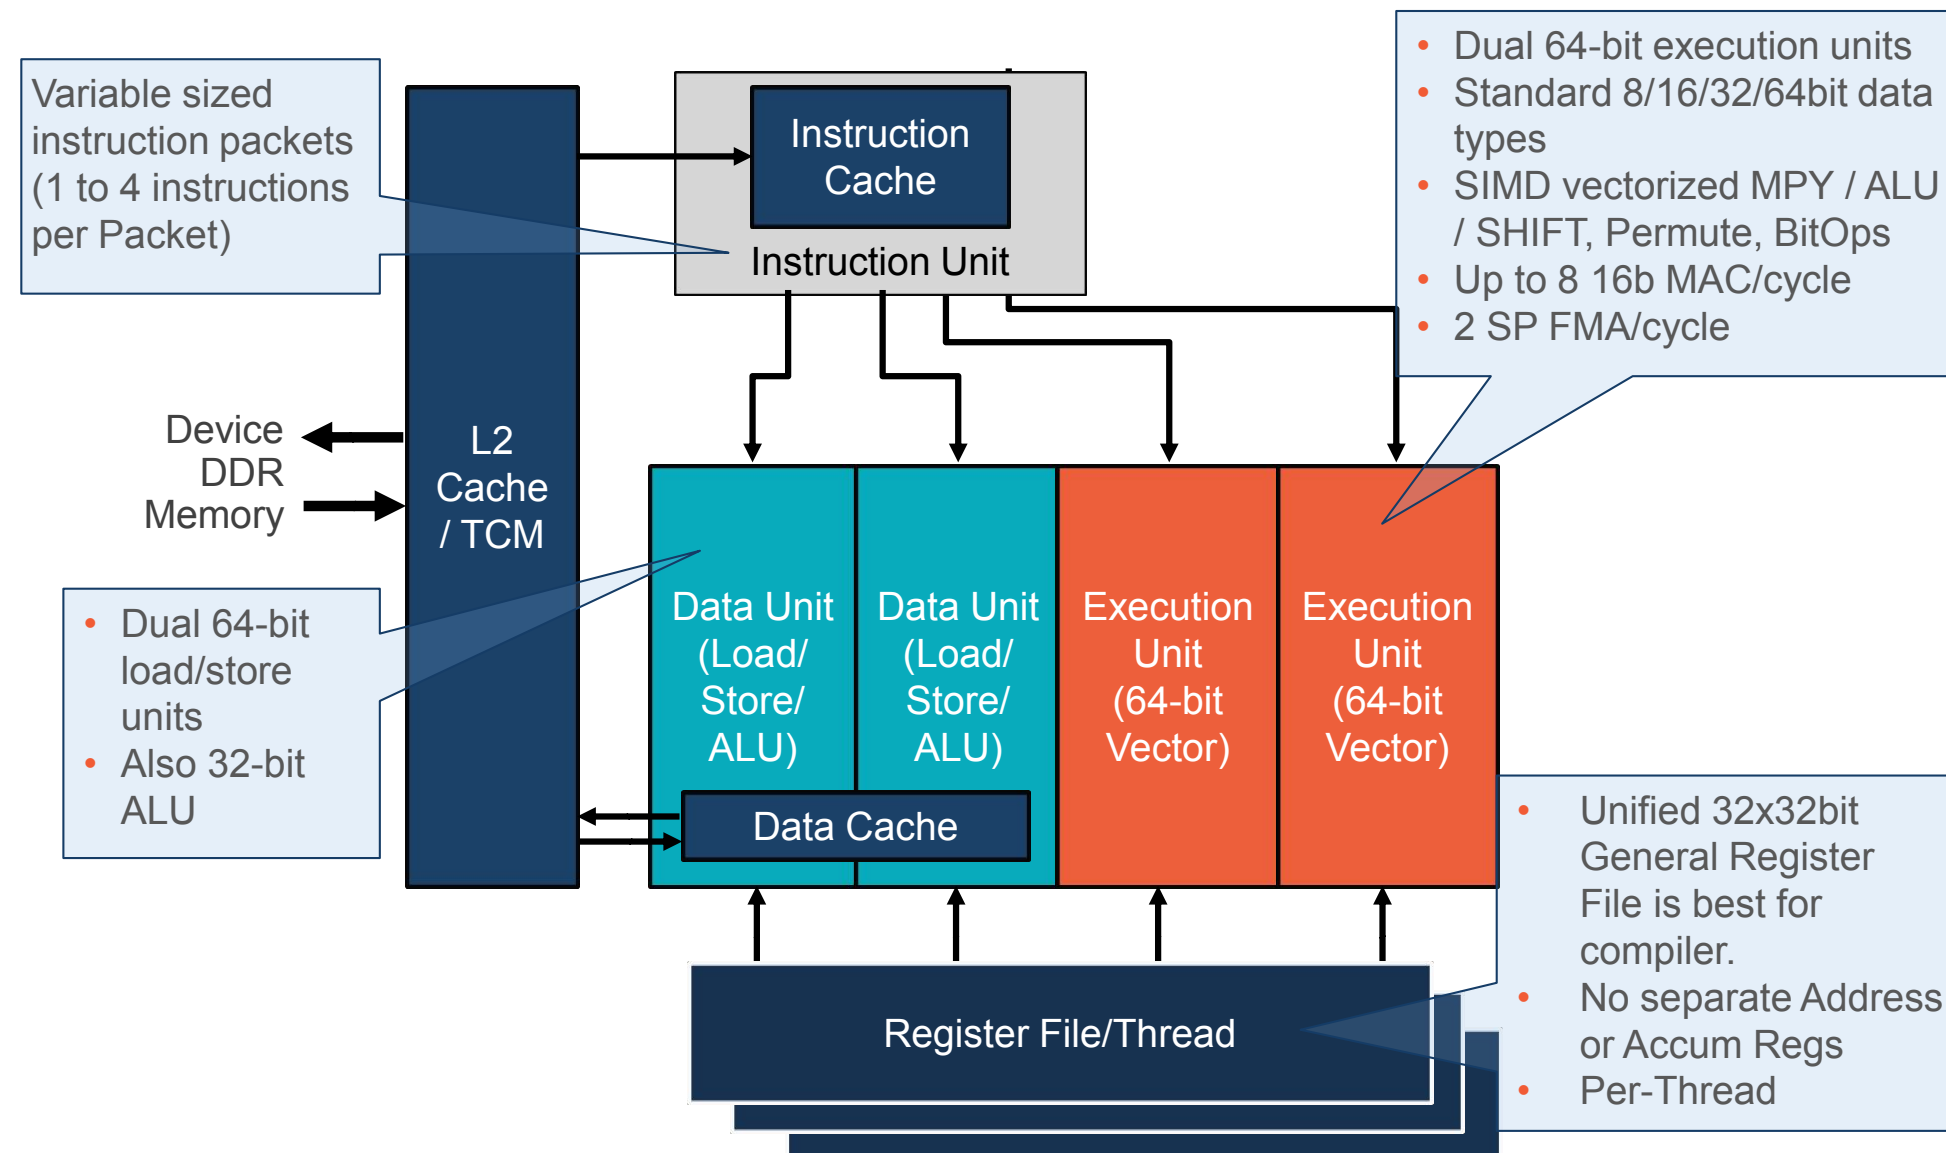 Variable sized
instruction packets
(1 to 4 instructions
per Packet)
Instruction
Cache
Instruction Unit
• Dual 64-bit execution units
• Standard 8/16/32/64bit data
types
• SIMD vectorized MPY / ALU
/ SHIFT, Permute, BitOps
• Up to 8 16b MAC/cycle
• 2 SP FMA/cycle
Device
DDR
Memory
L2
Cache
/ TCM
• Dual 64-bit
load/store
units
• Also 32-bit
ALU
Data Unit
(Load/
Store/
ALU)
Data Unit
(Load/
Store/
ALU)
Execution
Unit
(64-bit
Vector)
Execution
Unit
(64-bit
Vector)
Data Cache
• Unified 32x32bit
General Register
File is best for
compiler.
• No separate Address
or Accum Regs
• Per-Thread
Register File/Thread